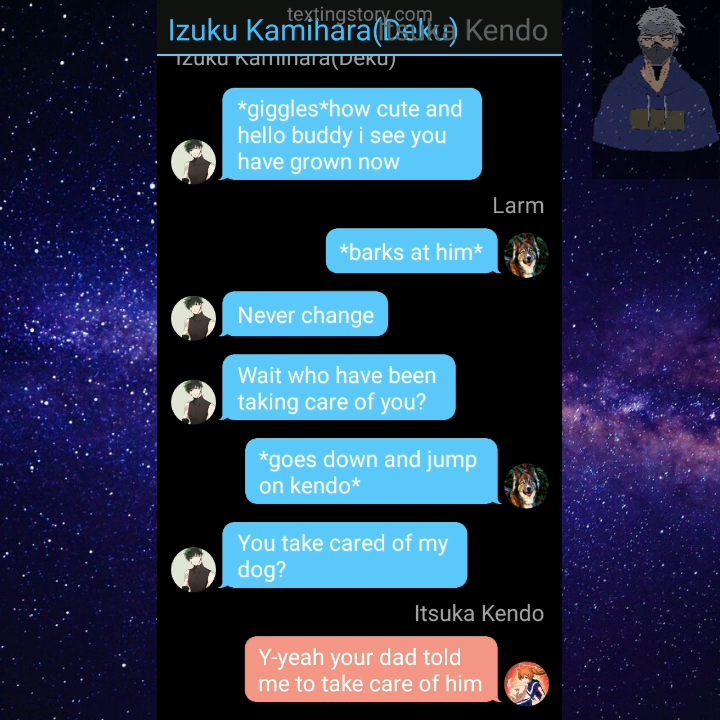 textingstory.com
Izuku Kamihara(Deku) Itsuka Kendo
Izuku Kamihara(Deku)
*giggles*how cute and
hello buddy i see you
have grown now
Larm
*barks at him*
Never change
Wait who have been
taking care of you?
*goes down and jump
on kendo*
You take cared of my
dog?
Itsuka Kendo
Y-yeah your dad told
me to take care of him